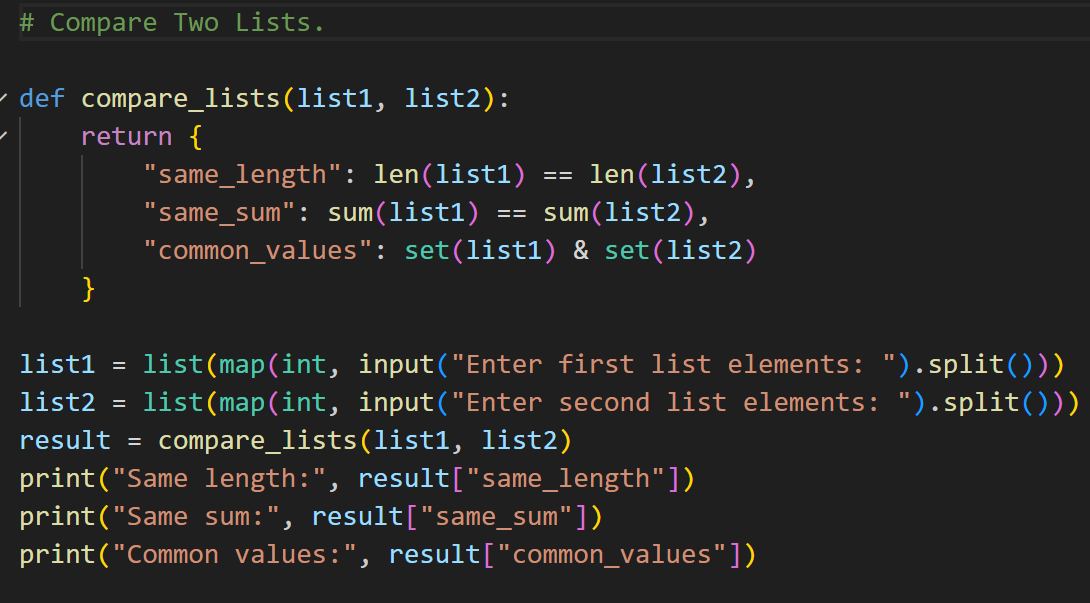 # Compare Two Lists.
def compare_lists(list1, list2):
    return {
        "same_length": len(list1) == len(list2),
        "same_sum": sum(list1) == sum(list2),
        "common_values": set(list1) & set(list2)
    }
list1 = list(map(int, input("Enter first list elements: ").split()))
list2 = list(map(int, input("Enter second list elements: ").split()))
result = compare_lists(list1, list2)
print("Same length:", result["same_length"])
print("Same sum:", result["same_sum"])
print("Common values:", result["common_values"])